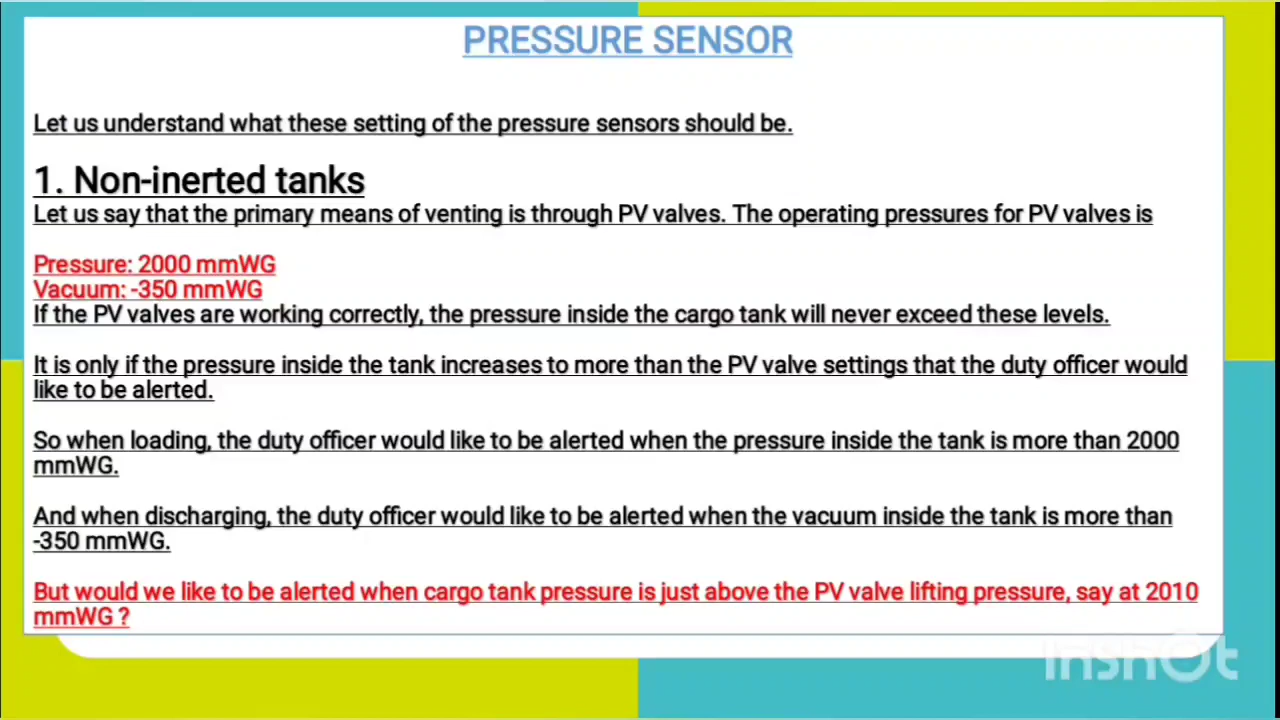 PRESSURE SENSOR
Let us understand what these setting of the pressure sensors should be.
1. Non-inerted tanks
Let us say that the primary means of venting is through PV valves. The operating pressures for PV valves is
Pressure: 2000 mmWG
Vacuum: -350 mmWG
If the PV valves are working correctly, the pressure inside the cargo tank will never exceed these levels.
It is only if the pressure inside the tank increases to more than the PV valve settings that the duty officer would
like to be alerted.
So when loading, the duty officer would like to be alerted when the pressure inside the tank is more than 2000
mmWG.
And when discharging, the duty officer would like to be alerted when the vacuum inside the tank is more than
-350 mmWG.
But would we like to be alerted when cargo tank pressure is just above the PV valve lifting pressure, say at 2010
mmWG ?
InShOt